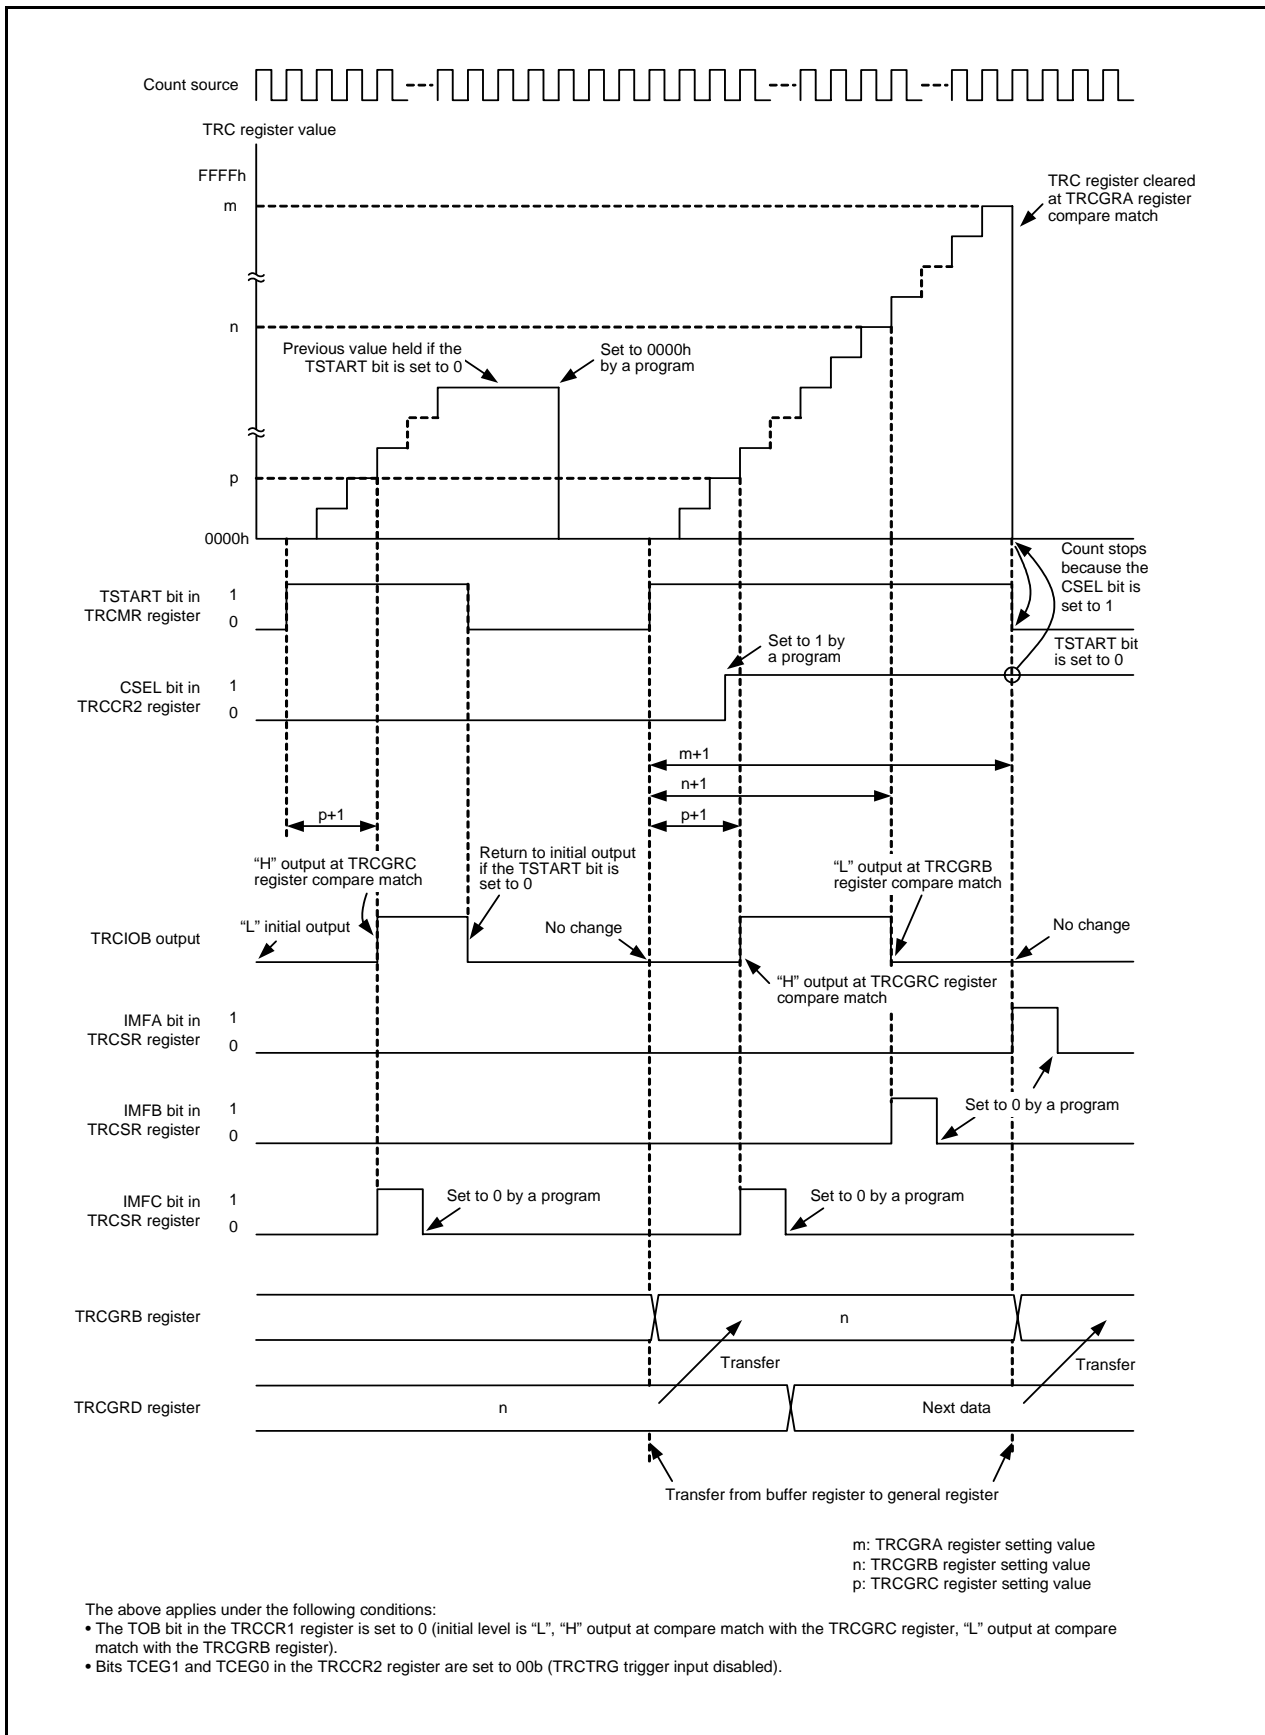 Count source
TRC register value
FFFFh
m
TRC register cleared
at TRCGRA register
compare match
n
Previous value held if the
TSTART bit is set to 0
Set to 0000h
by a program
p
0000h
Count stops
because the
CSEL bit is
set to 1
TSTART bit in
TRCMR register
1
0
TSTART bit
is set to 0
Set to 1 by
a program
CSEL bit in
TRCCR2 register
1
0
m+1
n+1
p+1
p+1
“H” output at TRCGRC
register compare match
Return to initial output
if the TSTART bit is
set to 0
“L” output at TRCGRB
register compare match
“L” initial output
No change
No change
TRCIOB output
“H” output at TRCGRC register
compare match
IMFA bit in
TRCSR register
1
0
Set to 0 by a program
IMFB bit in
TRCSR register
1
0
IMFC bit in
TRCSR register
1
0
Set to 0 by a program
Set to 0 by a program
TRCGRB register
n
Transfer
Transfer
TRCGRD register
n
Next data
Transfer from buffer register to general register
m: TRCGRA register setting value
n: TRCGRB register setting value
p: TRCGRC register setting value
The above applies under the following conditions:
• The TOB bit in the TRCCR1 register is set to 0 (initial level is “L”, “H” output at compare match with the TRCGRC register, “L” output at compare
match with the TRCGRB register).
• Bits TCEG1 and TCEG0 in the TRCCR2 register are set to 00b (TRCTRG trigger input disabled).